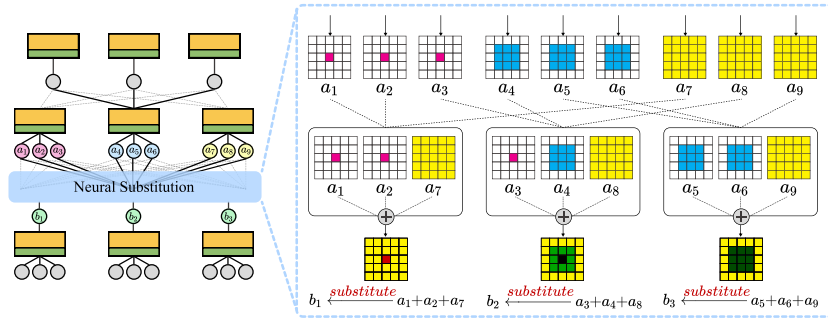 a₁ a₂ a₃ a₄ a₅ a₆ a₇ a₈ a₉
Neural Substitution
b₁ b₂ b₃
a₁ a₂ a₃ a₄ a₅ a₆ a₇ a₈ a₉
a₁ a₂ a₇ a₃ a₄ a₈ a₅ a₆ a₉
b₁ substitute a₁+a₂+a₇
b₂ substitute a₃+a₄+a₈
b₃ substitute a₅+a₆+a₉